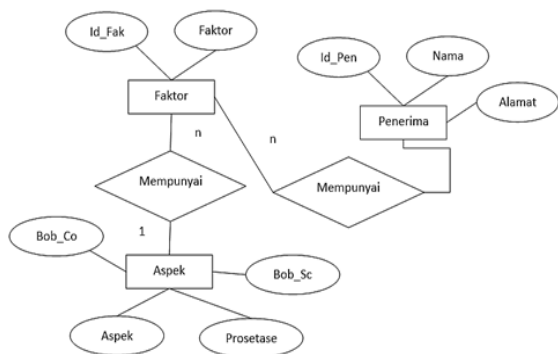 Id_Fak
Faktor
Id_Pen
Nama
Faktor
Alamat
Penerima
n
n
Mempunyai
Mempunyai
1
Bob_Co
Aspek
Bob_Sc
Aspek
Prosetase